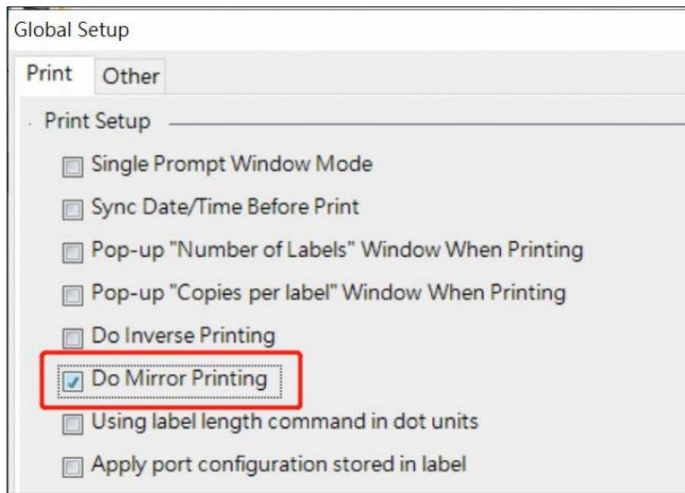 Global Setup
Print Other
Print Setup
Single Prompt Window Mode
Sync Date/Time Before Print
Pop-up "Number of Labels" Window When Printing
Pop-up "Copies per label" Window When Printing
Do Inverse Printing
Do Mirror Printing
Using label length command in dot units
Apply port configuration stored in label